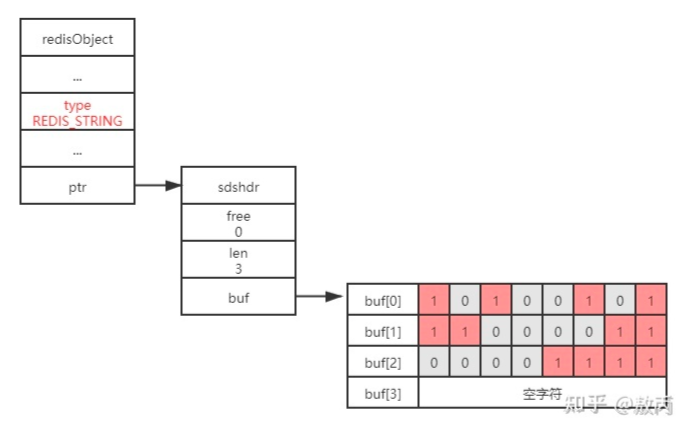 redisObject
...
type
REDIS_STRING
...
ptr
sdshdr
free
0
len
3
buf
buf[0] 1 0 1 0 0 1 0 1
buf[1] 1 1 0 0 0 0 1 1
buf[2] 0 0 0 0 1 1 1 1
buf[3] 空字符
知乎 @敖丙